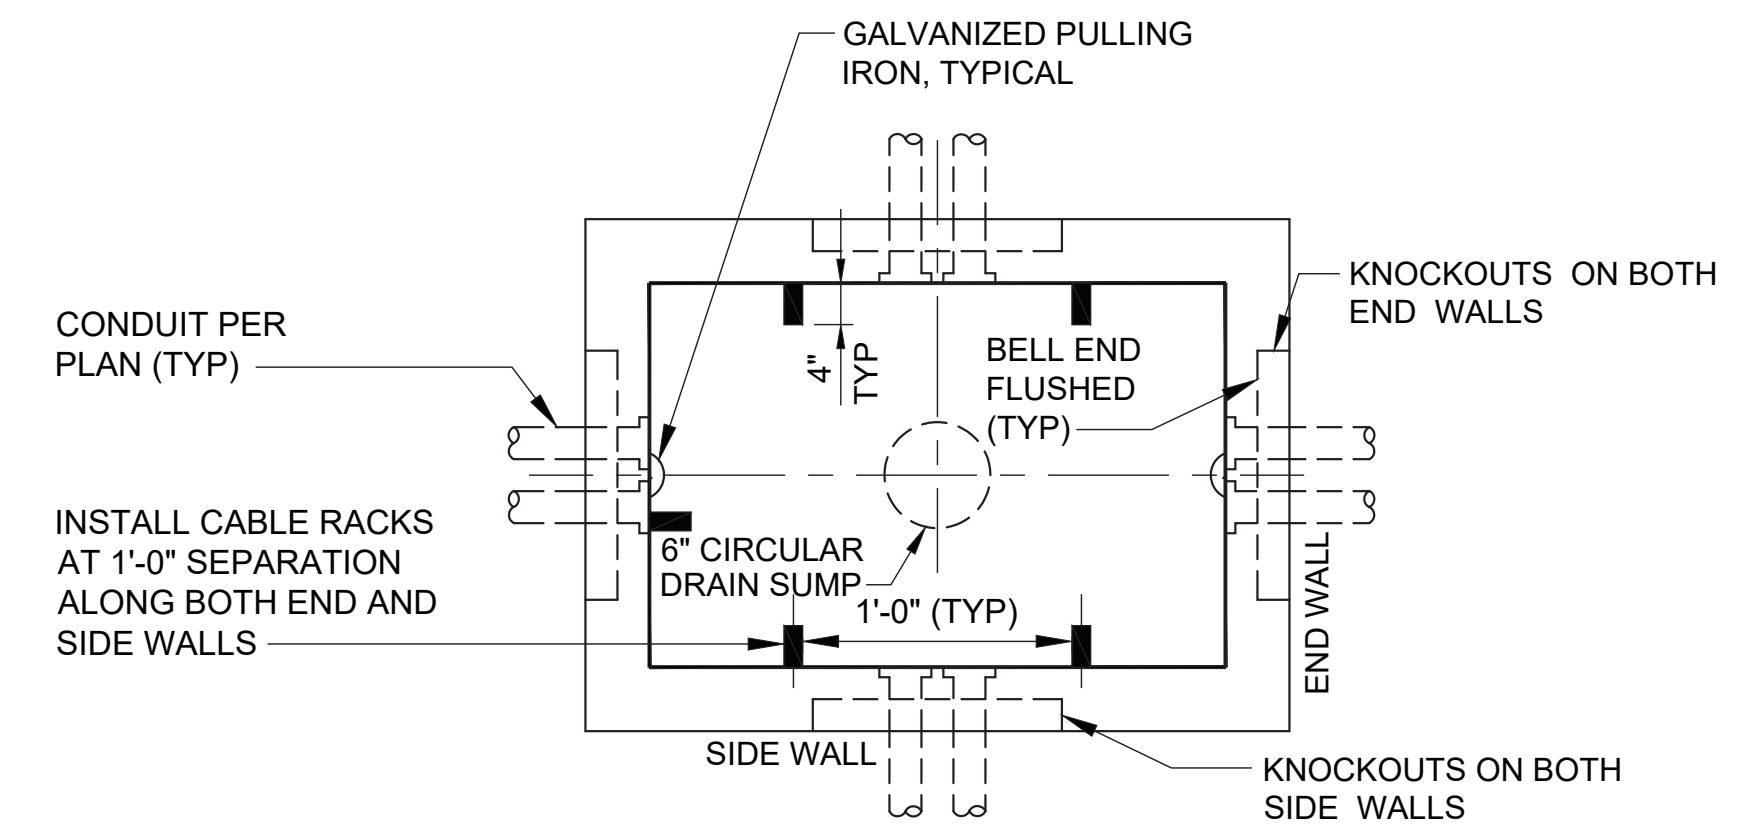 GALVANIZED PULLING
IRON, TYPICAL
KNOCKOUTS ON BOTH
END WALLS
CONDUIT PER
PLAN (TYP)
4"
TYP
BELL END
FLUSHED
(TYP)
INSTALL CABLE RACKS
AT 1'-0" SEPARATION
ALONG BOTH END AND
SIDE WALLS
6" CIRCULAR
DRAIN SUMP
1'-0" (TYP)
END WALL
SIDE WALL
KNOCKOUTS ON BOTH
SIDE WALLS